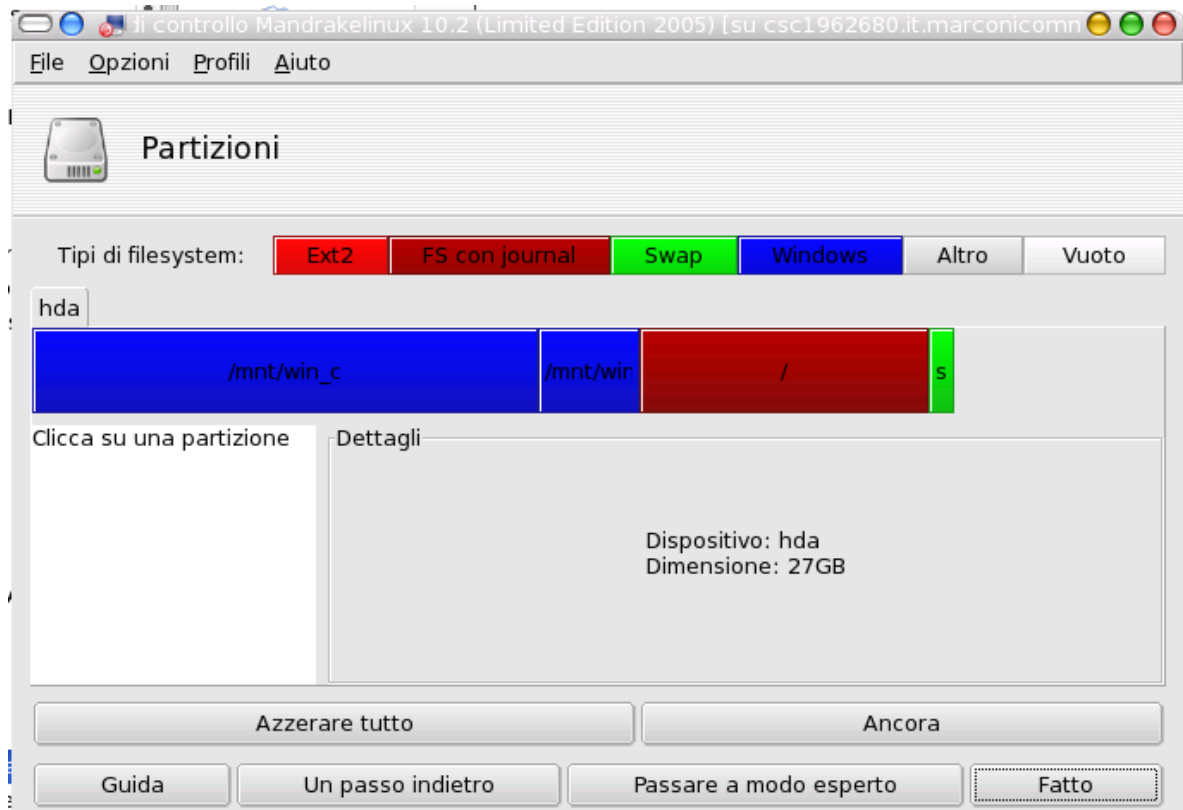 di controllo Mandrakelinux 10.2 (Limited Edition 2005) [su csc1962680.it.marconicomn
File Opzioni Profili Aiuto
Partizioni
Tipi di filesystem: Ext2 FS con journal Swap Windows Altro Vuoto
hda
/mnt/win_c /mnt/win / s
Clicca su una partizione
Dettagli
Dispositivo: hda
Dimensione: 27GB
Azzerare tutto Ancora
Guida Un passo indietro Passare a modo esperto Fatto